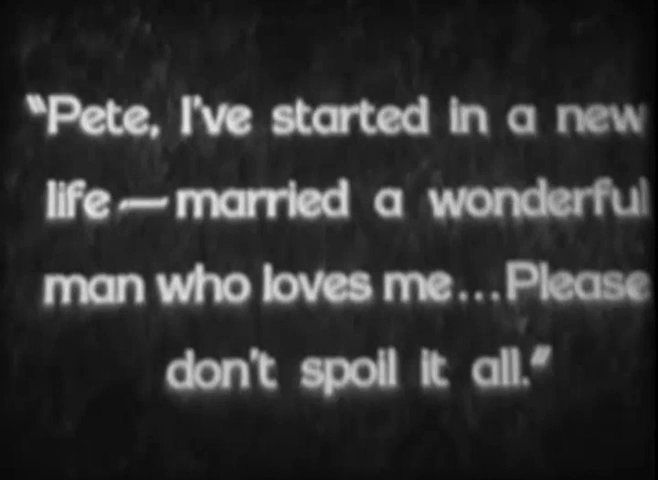 "Pete, I've started in a new
life—married a wonderful
man who loves me...Please
don't spoil it all."